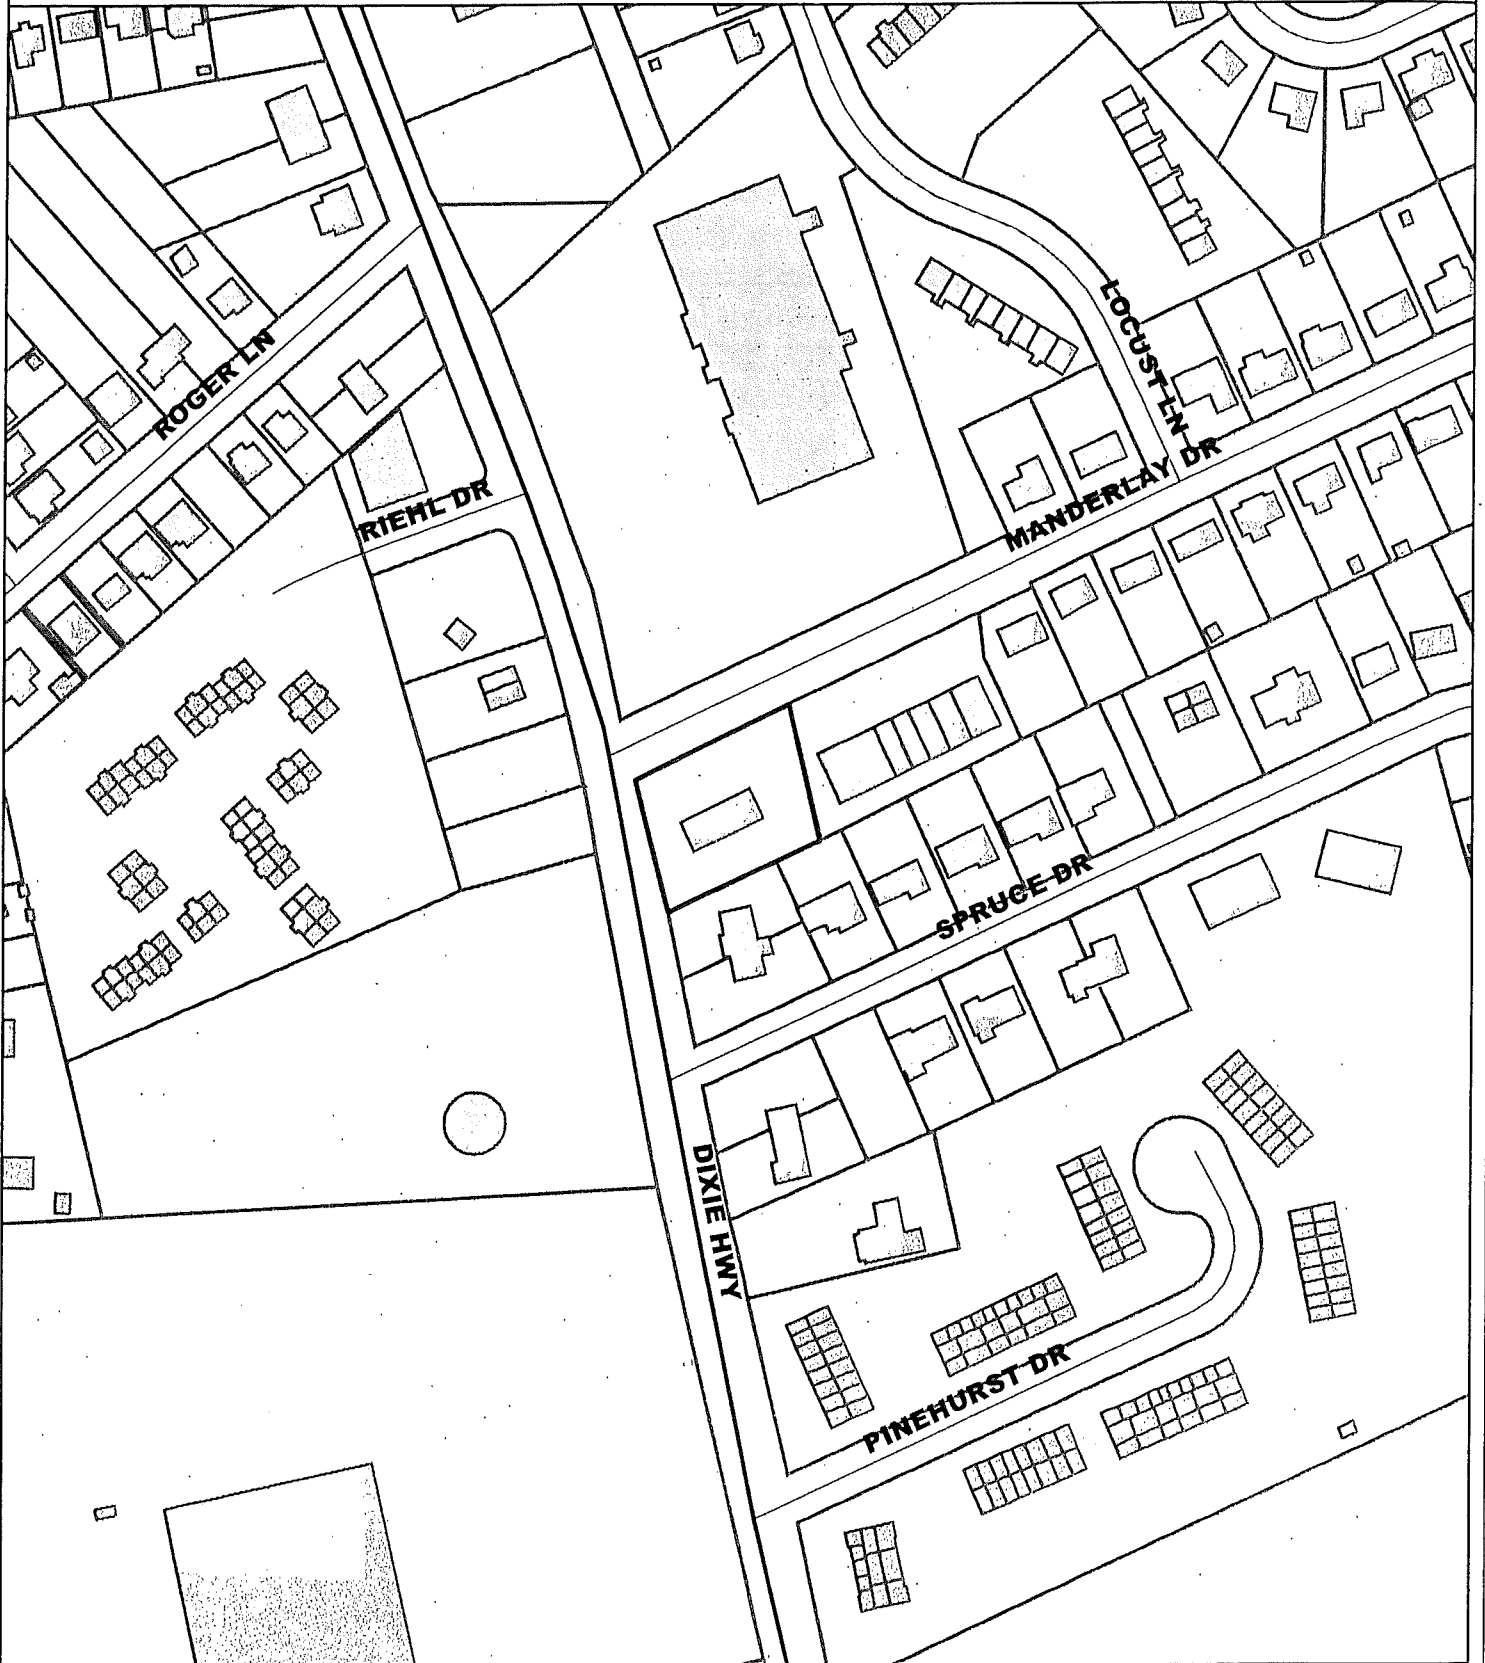 LOCUST LN
ROGER LN
MANDERLAY DR
RIEHL DR
SPRUCE DR
DIXIE HWY
PINEHURST DR